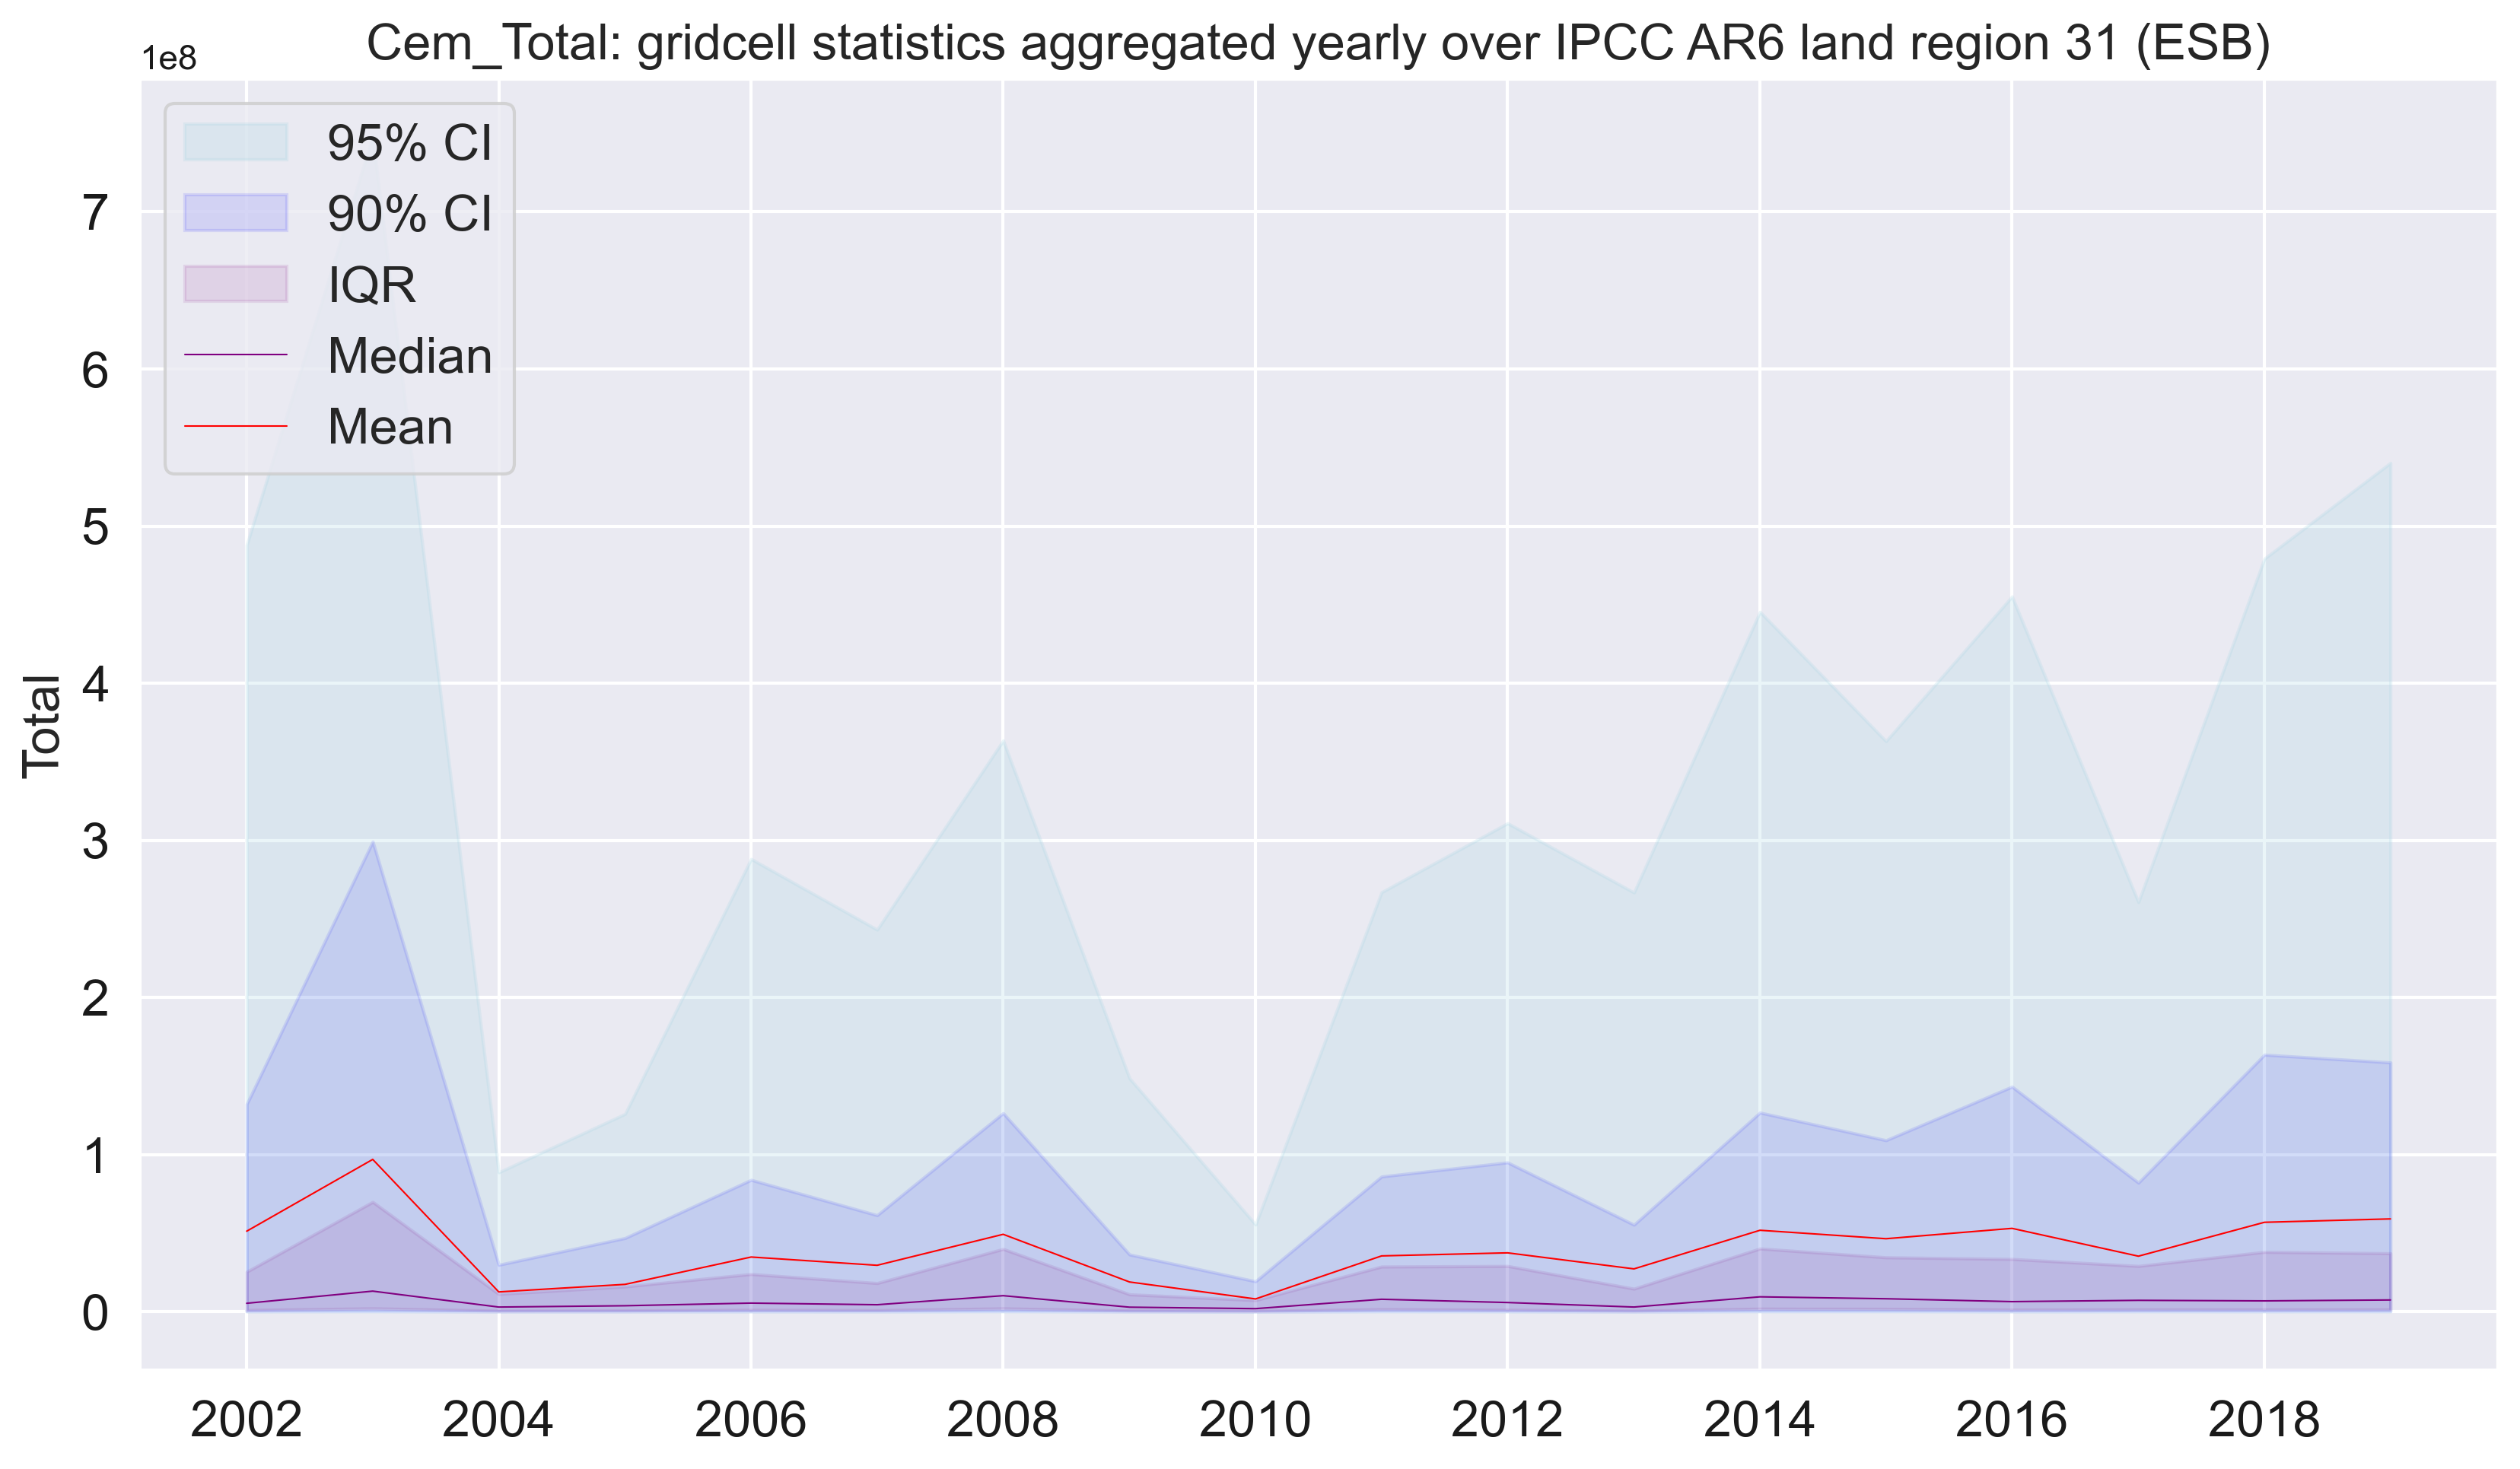 Cem_Total: gridcell statistics aggregated yearly over IPCC AR6 land region 31 (ESB)
1e8
95% CI
90% CI
IQR
Median
Mean
Total
7
6
5
4
3
2
1
0
2002 2004 2006 2008 2010 2012 2014 2016 2018